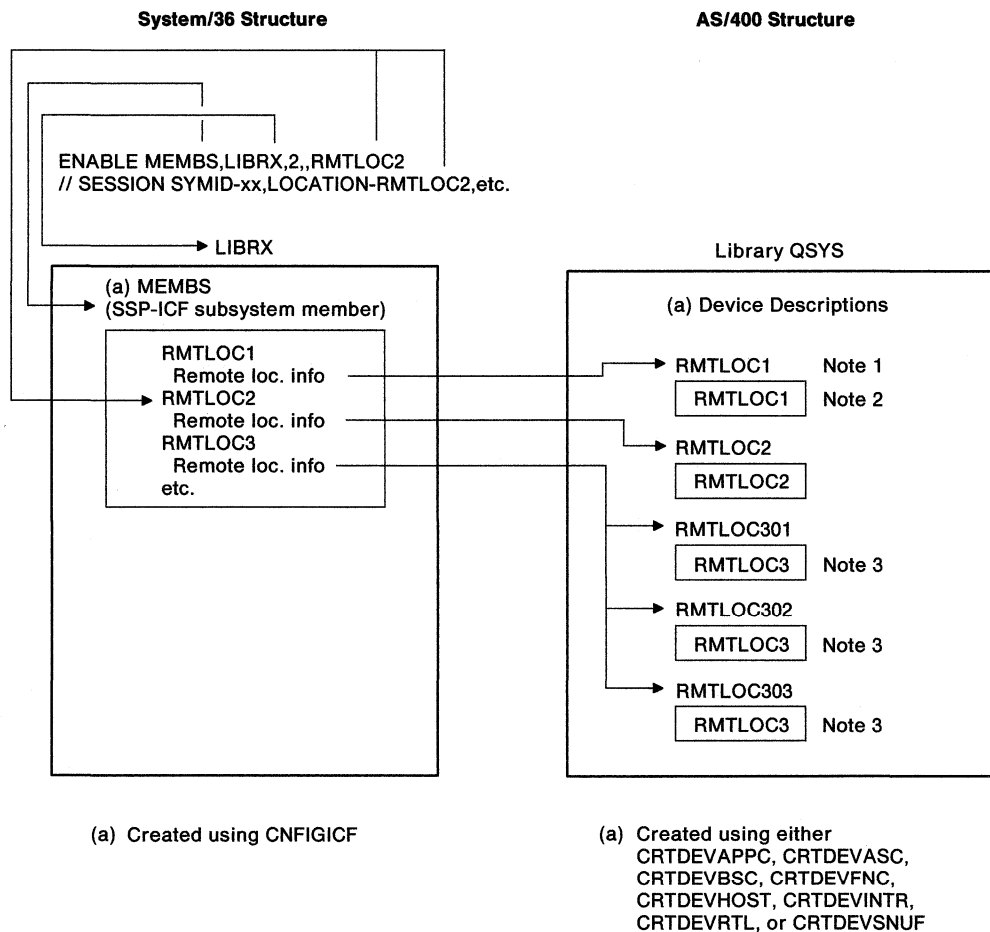 System/36 Structure
AS/400 Structure
ENABLE MEMBS,LIBRX,2,,RMTLOC2
// SESSION SYMID-xx,LOCATION-RMTLOC2,etc.
LIBRX
(a) MEMBS
(SSP-ICF subsystem member)
RMTLOC1
Remote loc. info
RMTLOC2
Remote loc. info
RMTLOC3
Remote loc. info
etc.
(a) Created using CNFIGICF
Library QSYS
(a) Device Descriptions
RMTLOC1 Note 1
RMTLOC1 Note 2
RMTLOC2
RMTLOC2
RMTLOC301
RMTLOC3 Note 3
RMTLOC302
RMTLOC3 Note 3
RMTLOC303
RMTLOC3 Note 3
(a) Created using either
CRTDEVAPPC, CRTDEVASC,
CRTDEVBSC, CRTDEVFNC,
CRTDEVHOST, CRTDEVINTR,
CRTDEVRTL, or CRTDEVSNUF